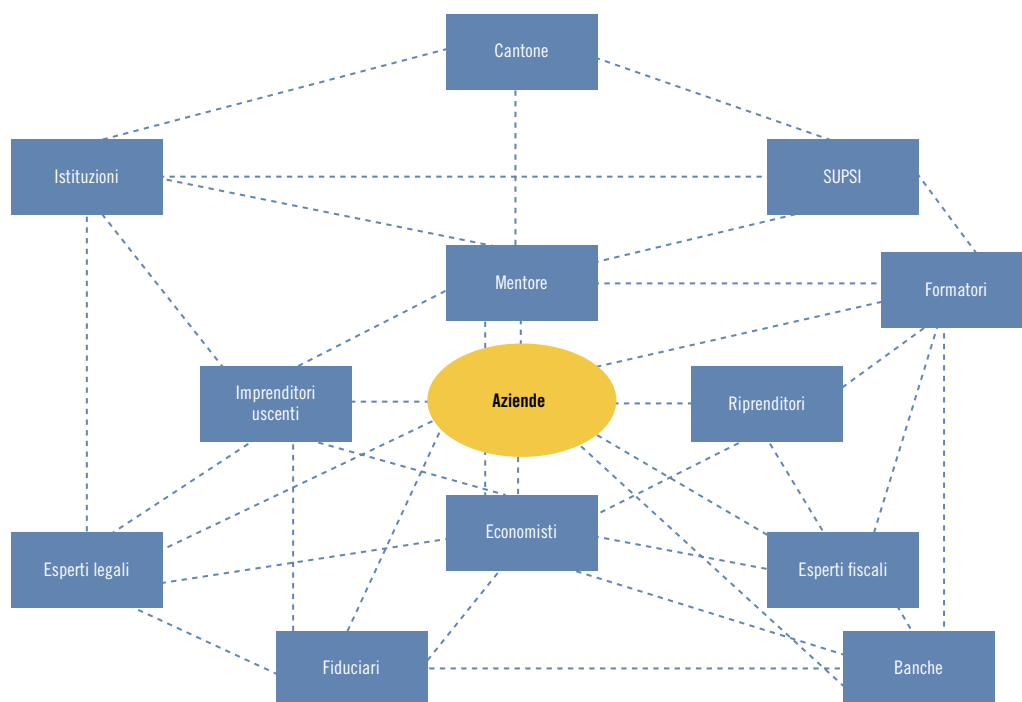 Cantone
Istituzioni
SUPSI
Mentore
Formatori
Imprenditori
uscenti
Aziende
Riprenditori
Economisti
Esperti legali
Esperti fiscali
Fiduciari
Banche